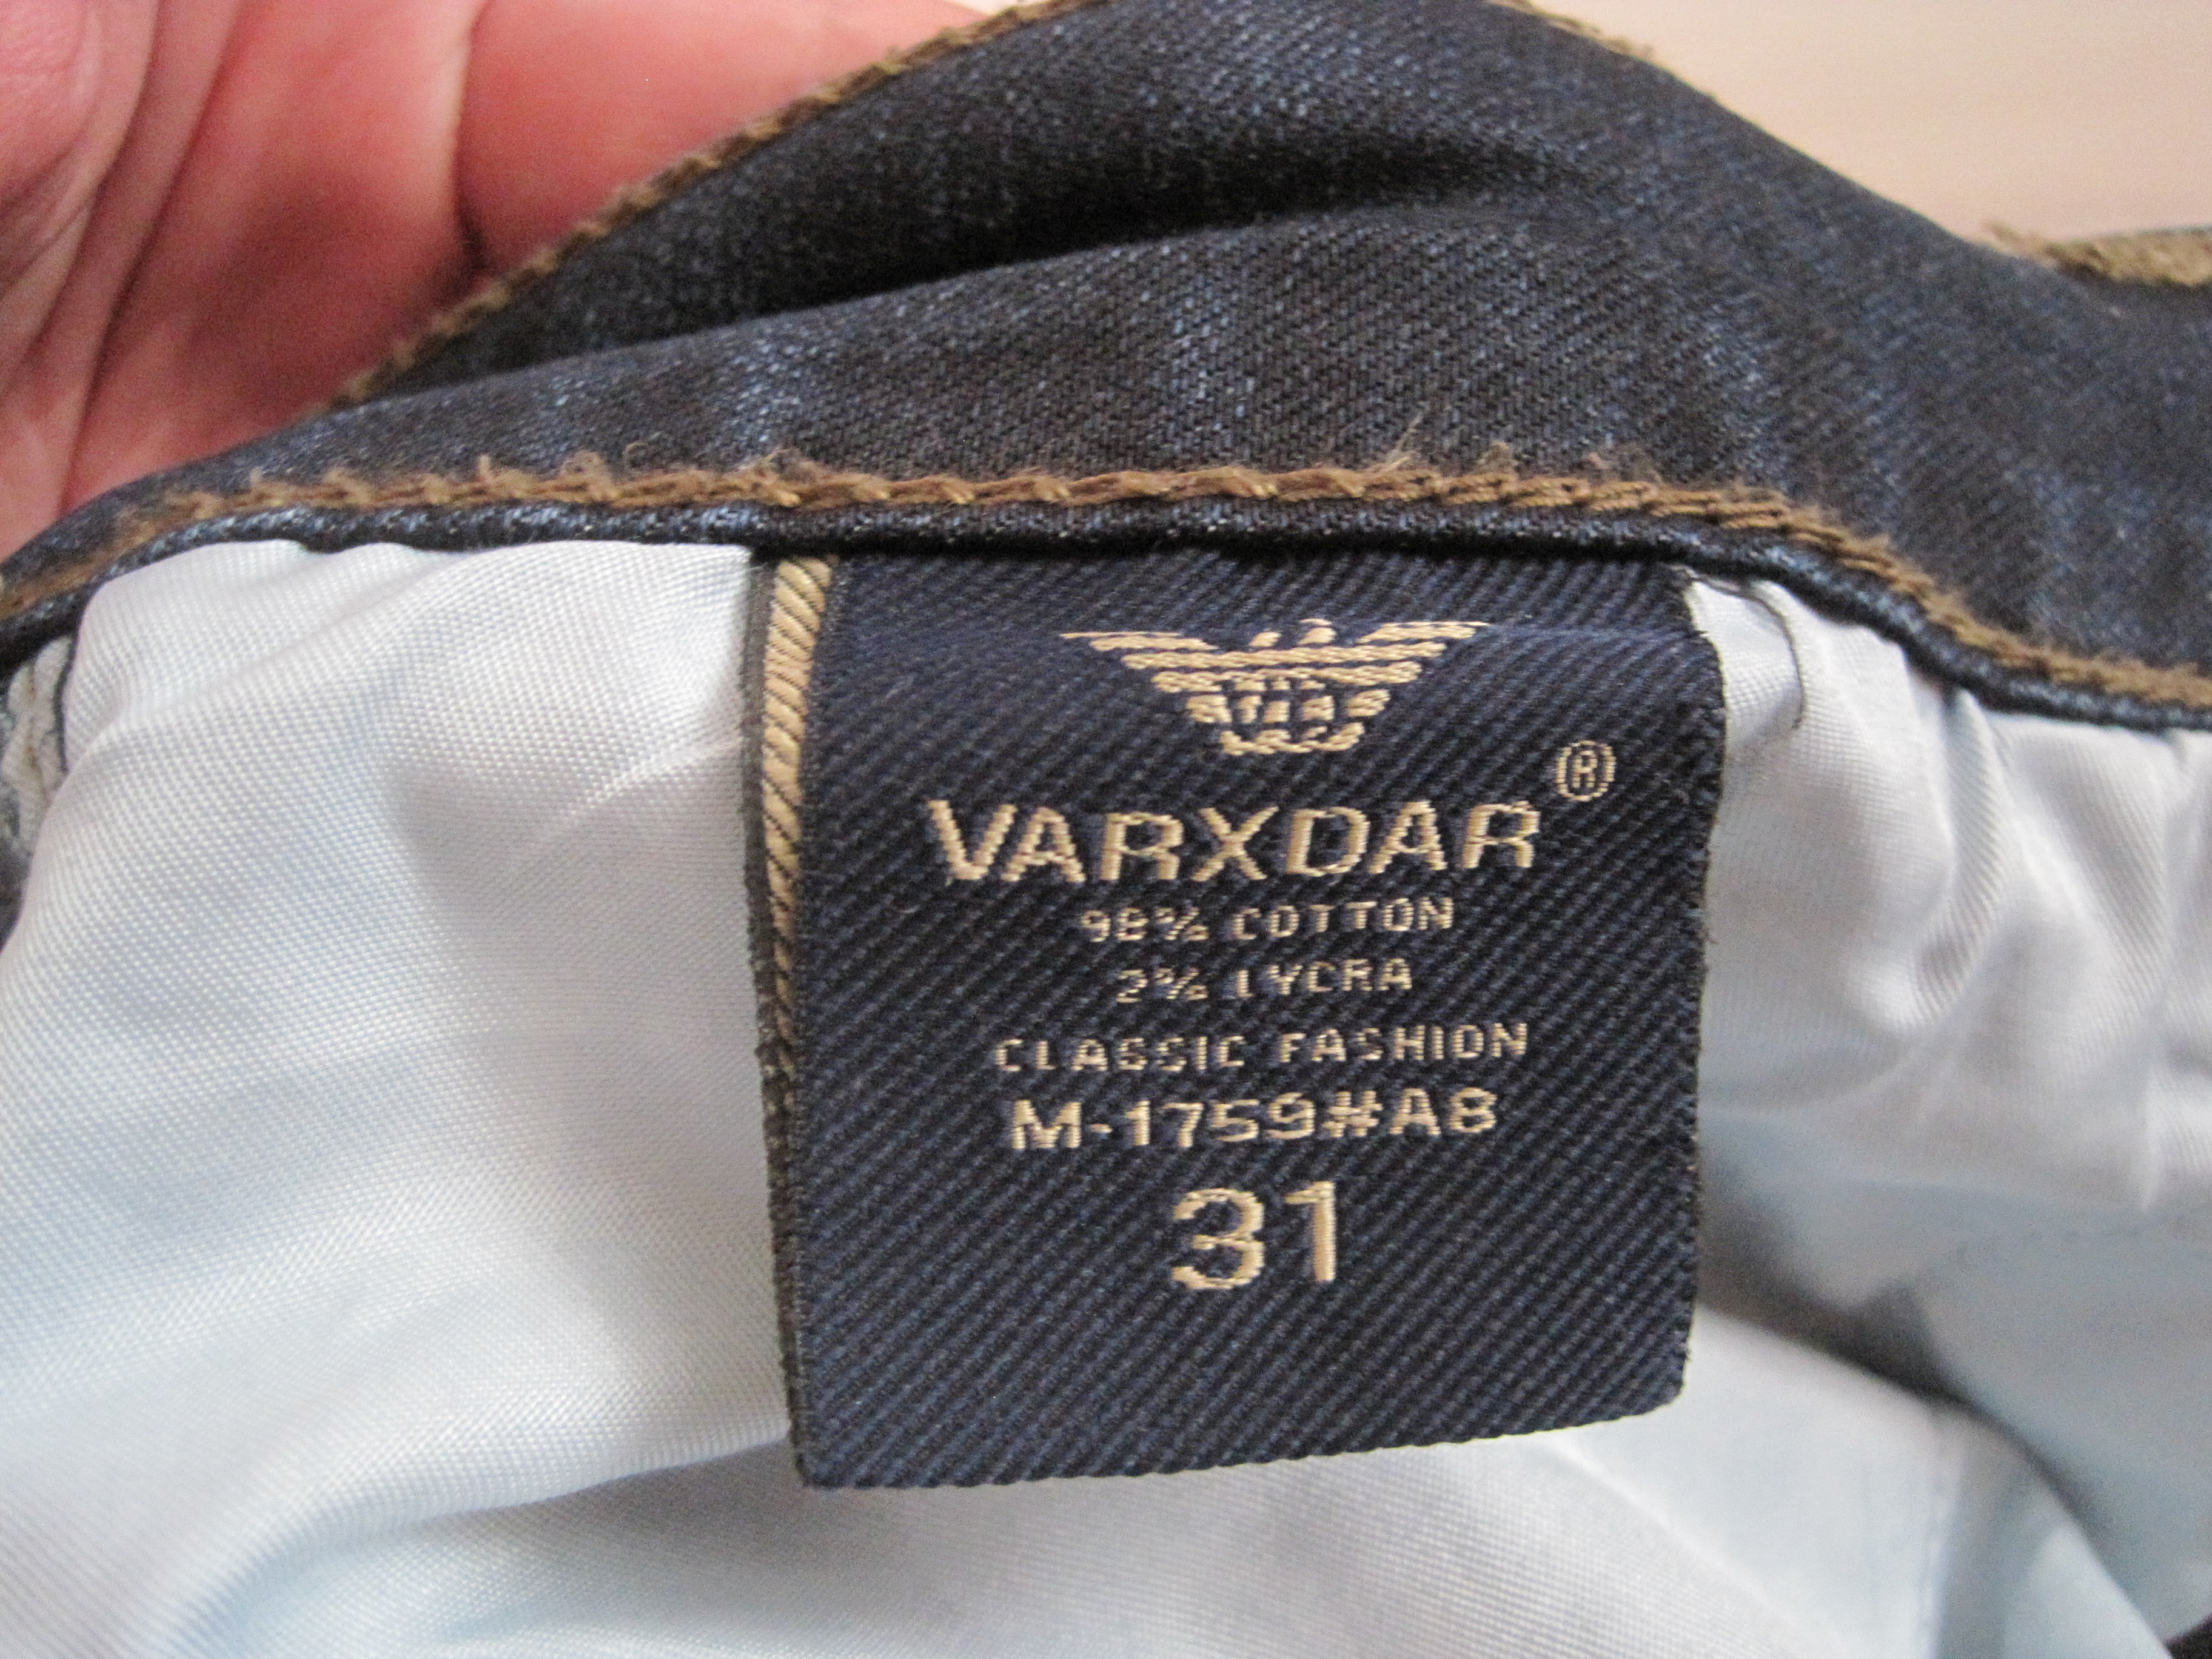 VARXDAR®
98% COTTON
2% LYCRA
CLASSIC FASHION
M-1759#A8
31